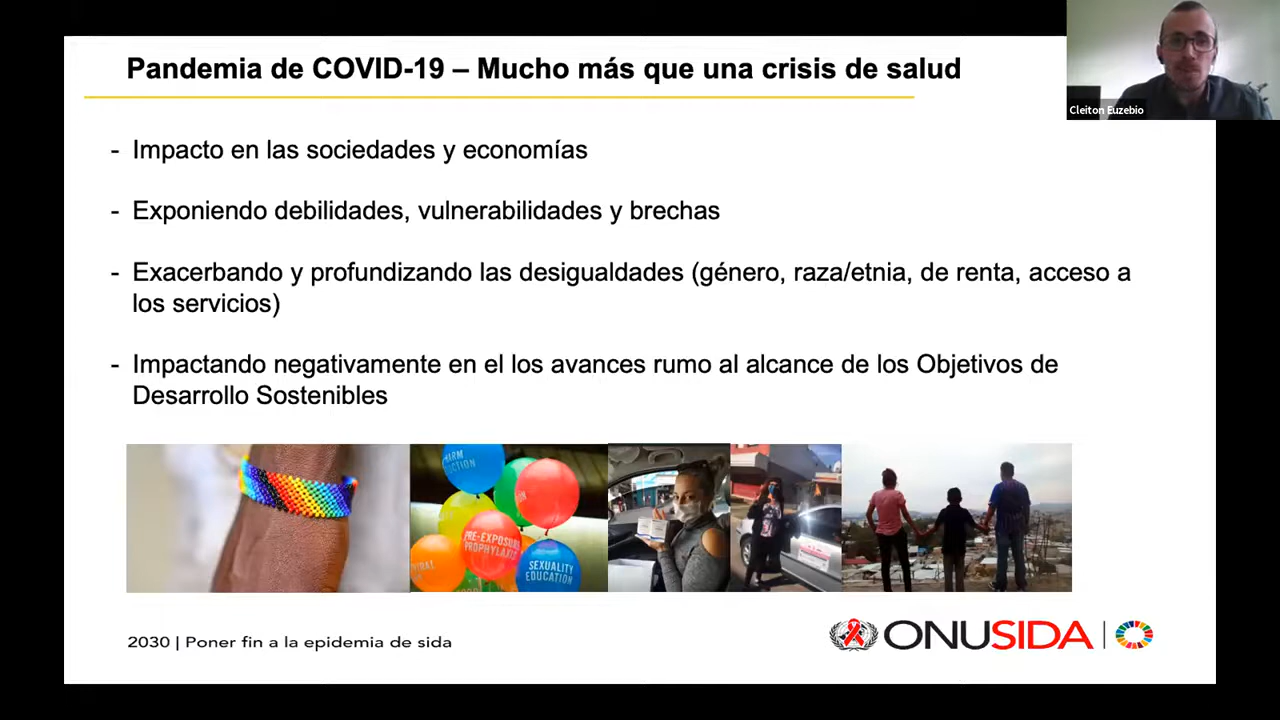 Pandemia de COVID-19 – Mucho más que una crisis de salud
Cleiton Euzebio
- Impacto en las sociedades y economías
- Exponiendo debilidades, vulnerabilidades y brechas
- Exacerbando y profundizando las desigualdades (género, raza/etnia, de renta, acceso a
los servicios)
- Impactando negativamente en el los avances rumo al alcance de los Objetivos de
Desarrollo Sostenibles
PRE-EXPOSURE
PROPHYLAXIS
SEXUALITY
EDUCATION
2030 | Poner fin a la epidemia de sida
ONUSIDA